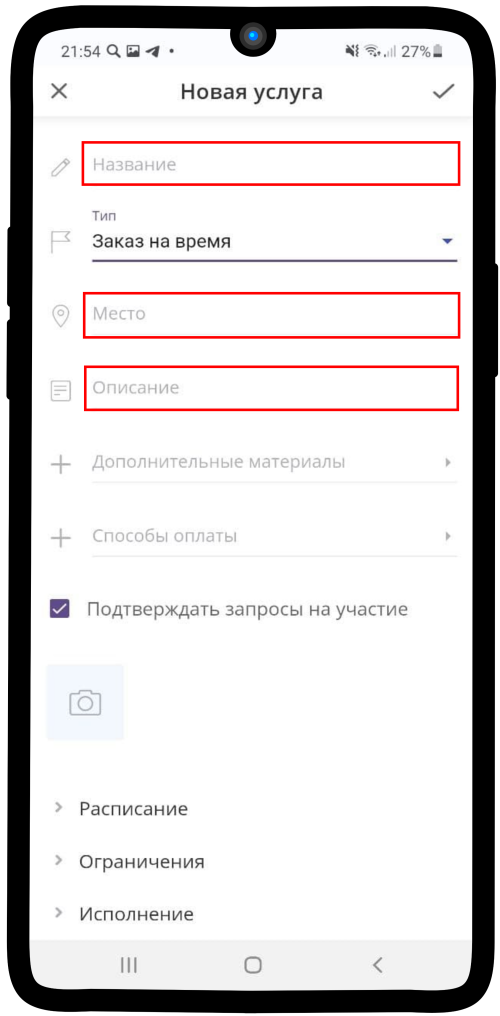 21:54
27%
Новая услуга
Название
Тип
Заказ на время
Место
Описание
Дополнительные материалы
Способы оплаты
Подтверждать запросы на участие
Расписание
Ограничения
Исполнение